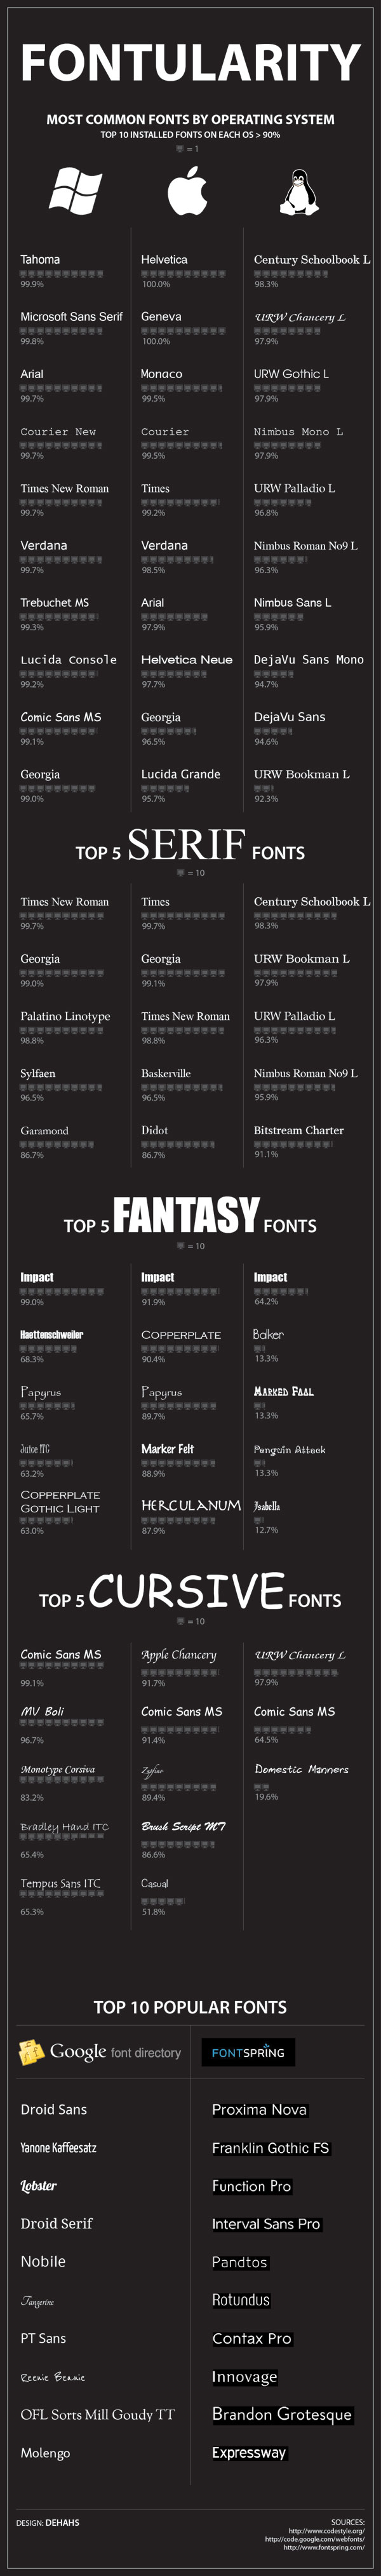 FONTULARITY
MOST COMMON FONTS BY OPERATING SYSTEM
TOP 10 INSTALLED FONTS ON EACH OS > 90%
= 1
Tahoma
99.9%
Microsoft Sans Serif
99.8%
Arial
99.7%
Courier New
99.7%
Times New Roman
99.7%
Verdana
99.7%
Trebuchet MS
99.3%
Lucida Console
99.2%
Comic Sans MS
99.1%
Georgia
99.0%
Helvetica
100.0%
Geneva
100.0%
Monaco
99.5%
Courier
99.5%
Times
99.2%
Verdana
98.5%
Arial
97.9%
Helvetica Neue
97.7%
Georgia
96.5%
Lucida Grande
95.7%
Century Schoolbook L
98.3%
URW Chancery L
97.9%
URW Gothic L
97.9%
Nimbus Mono L
97.9%
URW Palladio L
96.8%
Nimbus Roman No9 L
96.3%
Nimbus Sans L
95.9%
DejaVu Sans Mono
94.7%
DejaVu Sans
94.6%
URW Bookman L
92.3%
TOP 5 SERIF FONTS
= 10
Times New Roman
99.7%
Georgia
99.0%
Palatino Linotype
98.8%
Sylfaen
96.5%
Garamond
86.7%
Times
99.7%
Georgia
99.1%
Times New Roman
98.8%
Baskerville
96.5%
Didot
86.7%
Century Schoolbook L
98.3%
URW Bookman L
97.9%
URW Palladio L
96.3%
Nimbus Roman No9 L
95.9%
Bitstream Charter
91.1%
TOP 5 FANTASY FONTS
= 10
Impact
99.0%
Haettenschweiler
68.3%
Papyrus
65.7%
Juice ITC
63.2%
COPPERPLATE
GOTHIC LIGHT
63.0%
Impact
91.9%
COPPERPLATE
90.4%
Papyrus
89.7%
Marker Felt
88.9%
HERCULANUM
87.9%
Impact
64.2%
Balker
13.3%
MARKED FOOL
13.3%
Penguin Attack
13.3%
Isabella
12.7%
TOP 5 CURSIVE FONTS
= 10
Comic Sans MS
99.1%
MV Boli
96.7%
Monotype Corsiva
83.2%
Bradley Hand ITC
65.4%
Tempus Sans ITC
65.3%
Apple Chancery
91.7%
Comic Sans MS
91.4%
Zapfino
89.4%
Brush Script MT
86.6%
Casual
51.8%
URW Chancery L
97.9%
Comic Sans MS
64.5%
Domestic Manners
19.6%
TOP 10 POPULAR FONTS
Google font directory
FONTSPRING
Droid Sans
Yanone Kaffeesatz
Lobster
Droid Serif
Nobile
Tangerine
PT Sans
Reenie Beanie
OFL Sorts Mill Goudy TT
Molengo
Proxima Nova
Franklin Gothic FS
Function Pro
Interval Sans Pro
Pandtos
Rotundus
Contax Pro
Innovage
Brandon Grotesque
Expressway
DESIGN: DEHAHS
SOURCES:
http://www.codestyle.org/
http://code.google.com/webfonts/
http://www.fontspring.com/